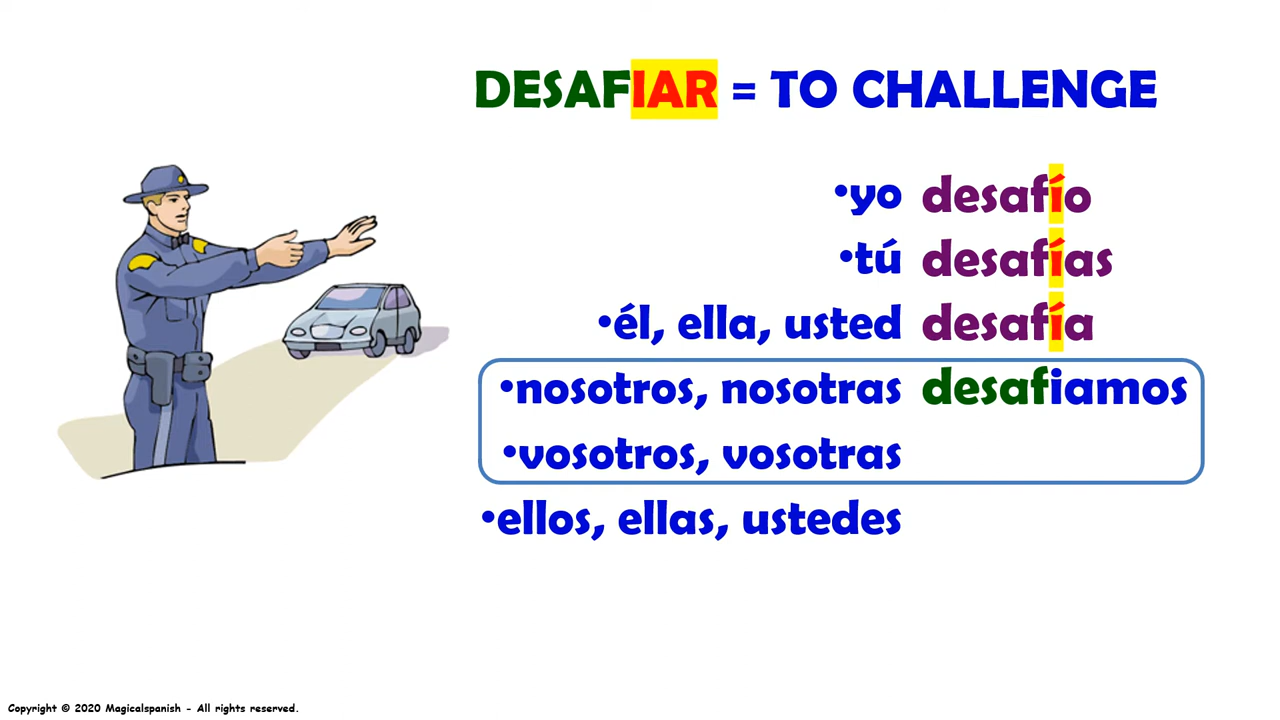 DESAFIAR = TO CHALLENGE
•yo desafío
•tú desafías
•él, ella, usted desafía
•nosotros, nosotras desafiamos
•vosotros, vosotras
•ellos, ellas, ustedes
Copyright © 2020 Magicalspanish - All rights reserved.